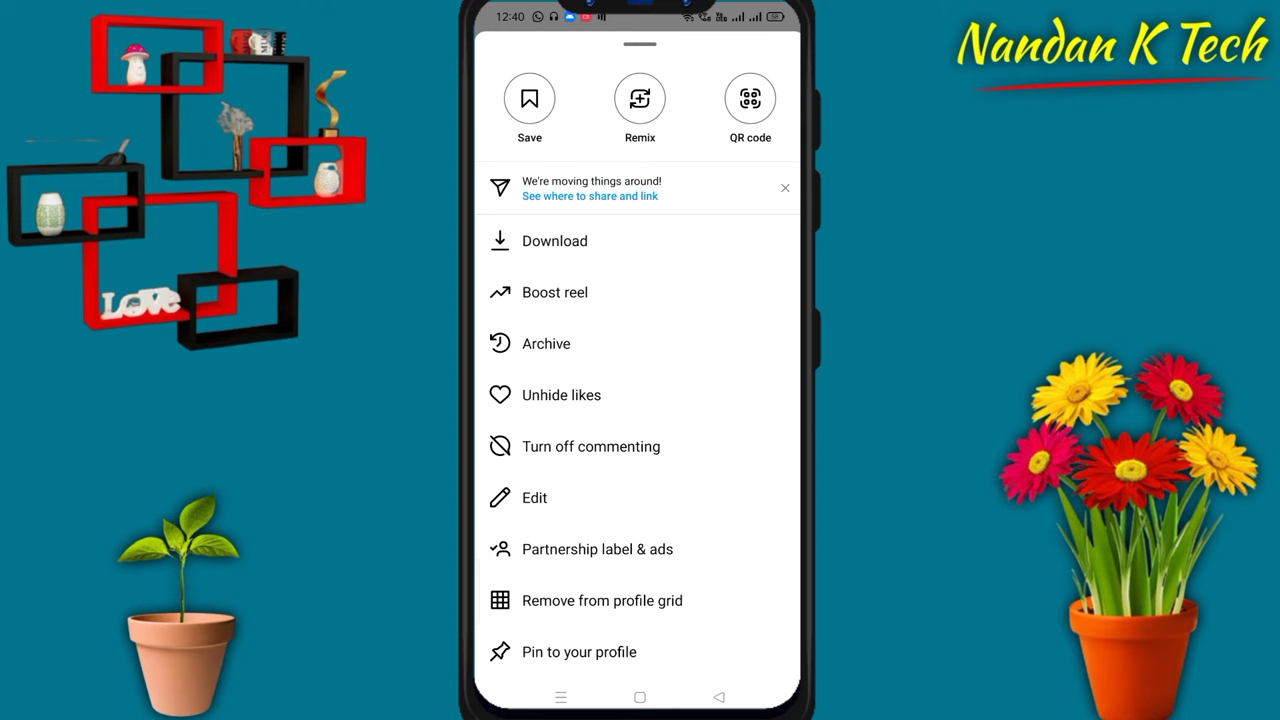 Nandan K Tech
12:40
58
Save
Remix
QR code
We're moving things around!
See where to share and link
Download
Boost reel
Archive
Unhide likes
Turn off commenting
Edit
Partnership label & ads
Remove from profile grid
Pin to your profile
LOVe